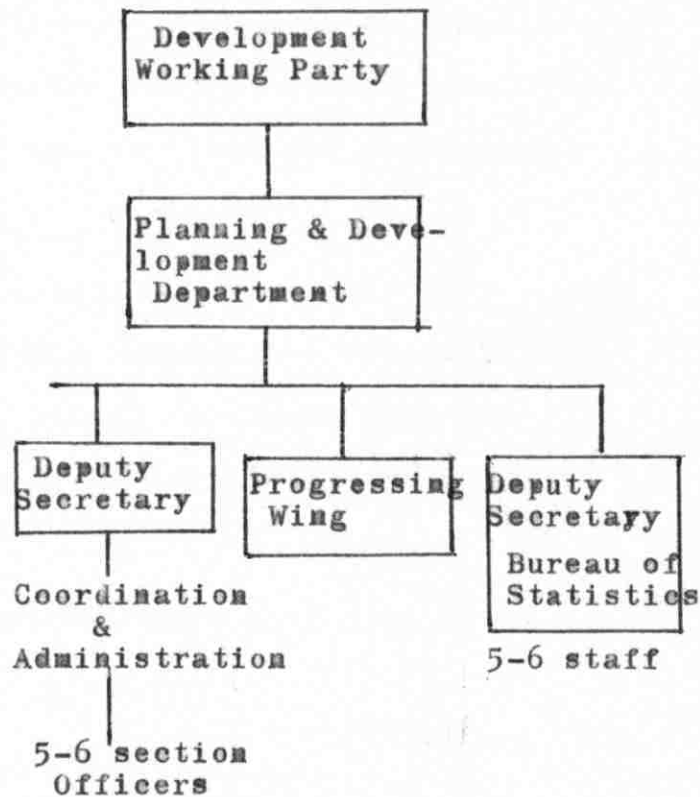 Development
Working Party
Planning & Deve-
lopment
Department
Deputy
Secretary
Coordination
&
Administration
5-6 section
Officers
Progressing
Wing
Deputy
Secretary
Bureau of
Statistics
5-6 staff